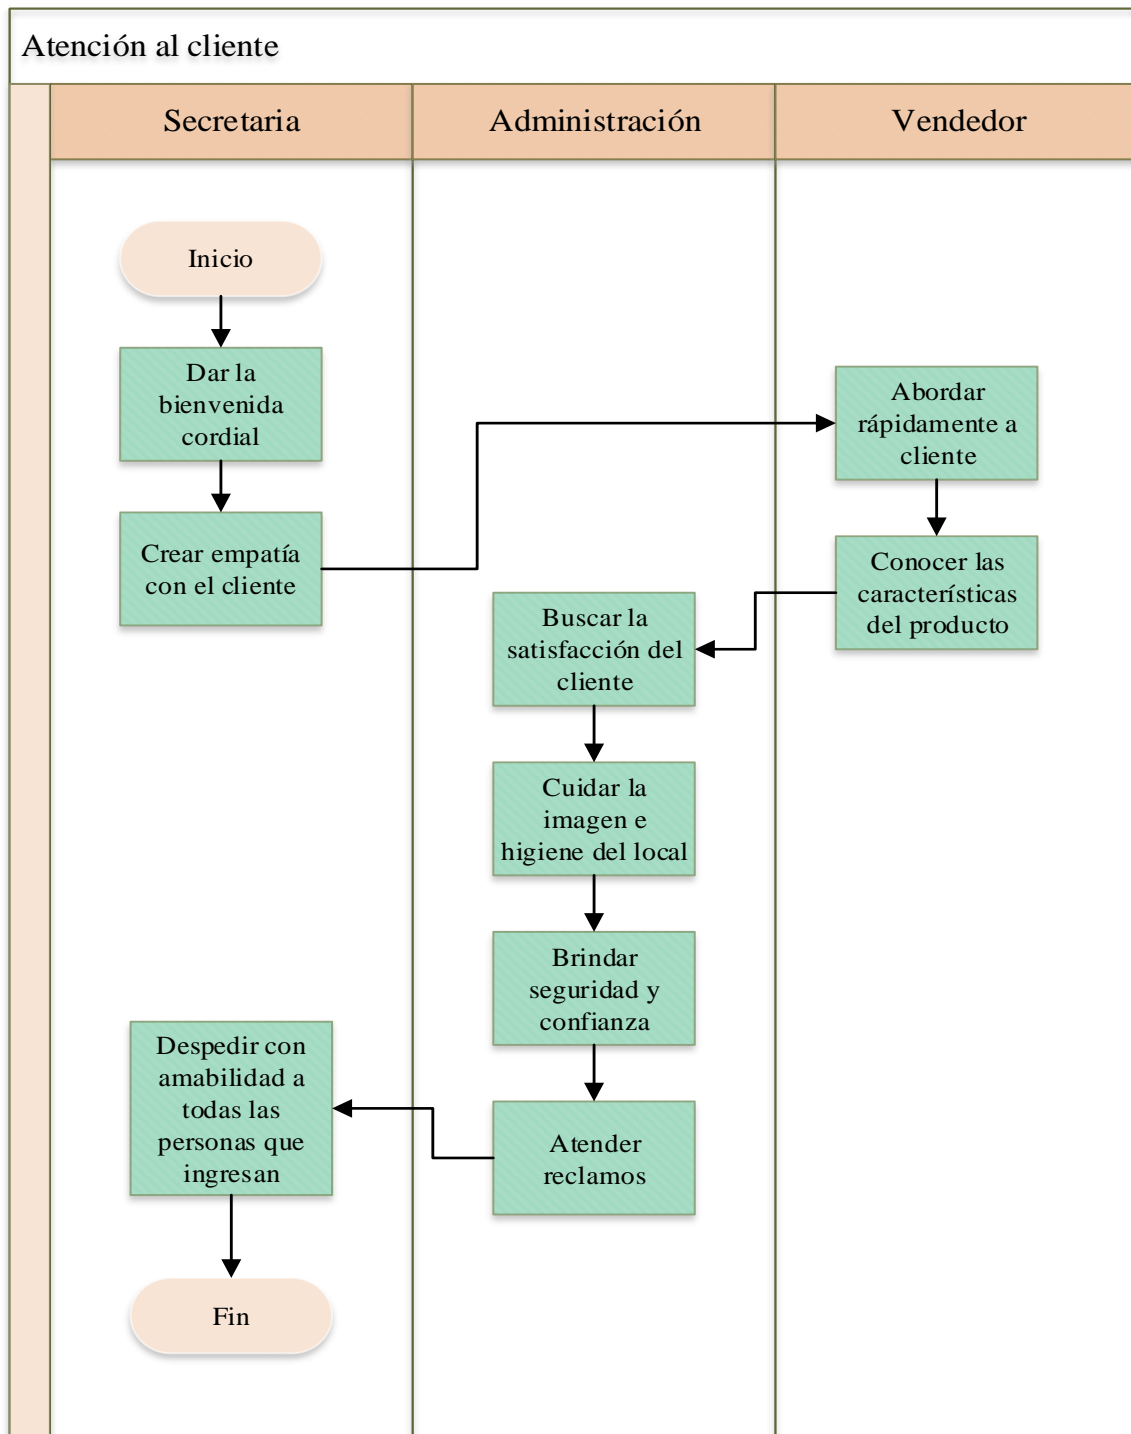 Atención al cliente
Secretaria
Administración
Vendedor
Inicio
Dar la
bienvenida
cordial
Crear empatía
con el cliente
Abordar
rápidamente a
cliente
Conocer las
características
del producto
Buscar la
satisfacción del
cliente
Cuidar la
imagen e
higiene del local
Brindar
seguridad y
confianza
Atender
reclamos
Despedir con
amabilidad a
todas las
personas que
ingresan
Fin